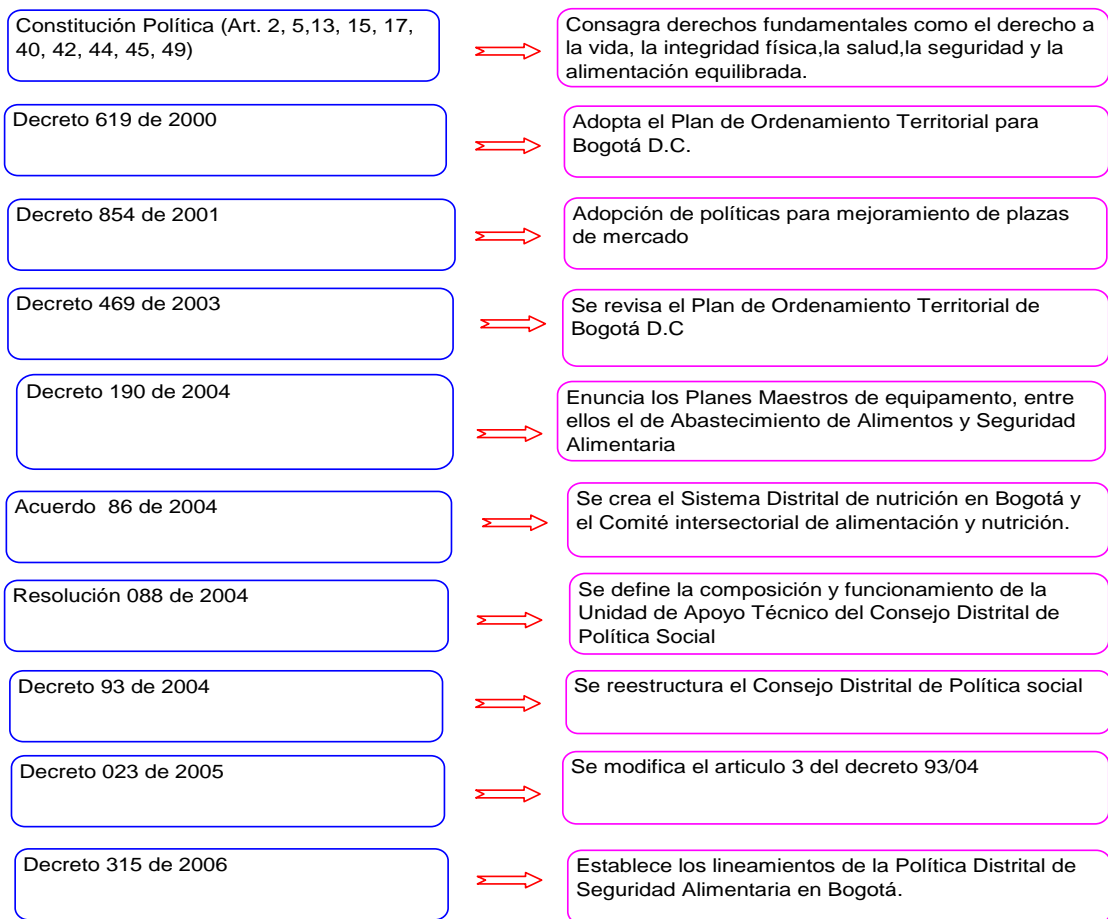 Constitución Política (Art. 2, 5,13, 15, 17,
40, 42, 44, 45, 49)
Consagra derechos fundamentales como el derecho a
la vida, la integridad física,la salud,la seguridad y la
alimentación equilibrada.
Decreto 619 de 2000
Adopta el Plan de Ordenamiento Territorial para
Bogotá D.C.
Decreto 854 de 2001
Adopción de políticas para mejoramiento de plazas
de mercado
Decreto 469 de 2003
Se revisa el Plan de Ordenamiento Territorial de
Bogotá D.C
Decreto 190 de 2004
Enuncia los Planes Maestros de equipamento, entre
ellos el de Abastecimiento de Alimentos y Seguridad
Alimentaria
Acuerdo  86 de 2004
Se crea el Sistema Distrital de nutrición en Bogotá y
el Comité intersectorial de alimentación y nutrición.
Resolución 088 de 2004
Se define la composición y funcionamiento de la
Unidad de Apoyo Técnico del Consejo Distrital de
Política Social
Decreto 93 de 2004
Se reestructura el Consejo Distrital de Política social
Decreto 023 de 2005
Se modifica el articulo 3 del decreto 93/04
Decreto 315 de 2006
Establece los lineamientos de la Política Distrital de
Seguridad Alimentaria en Bogotá.